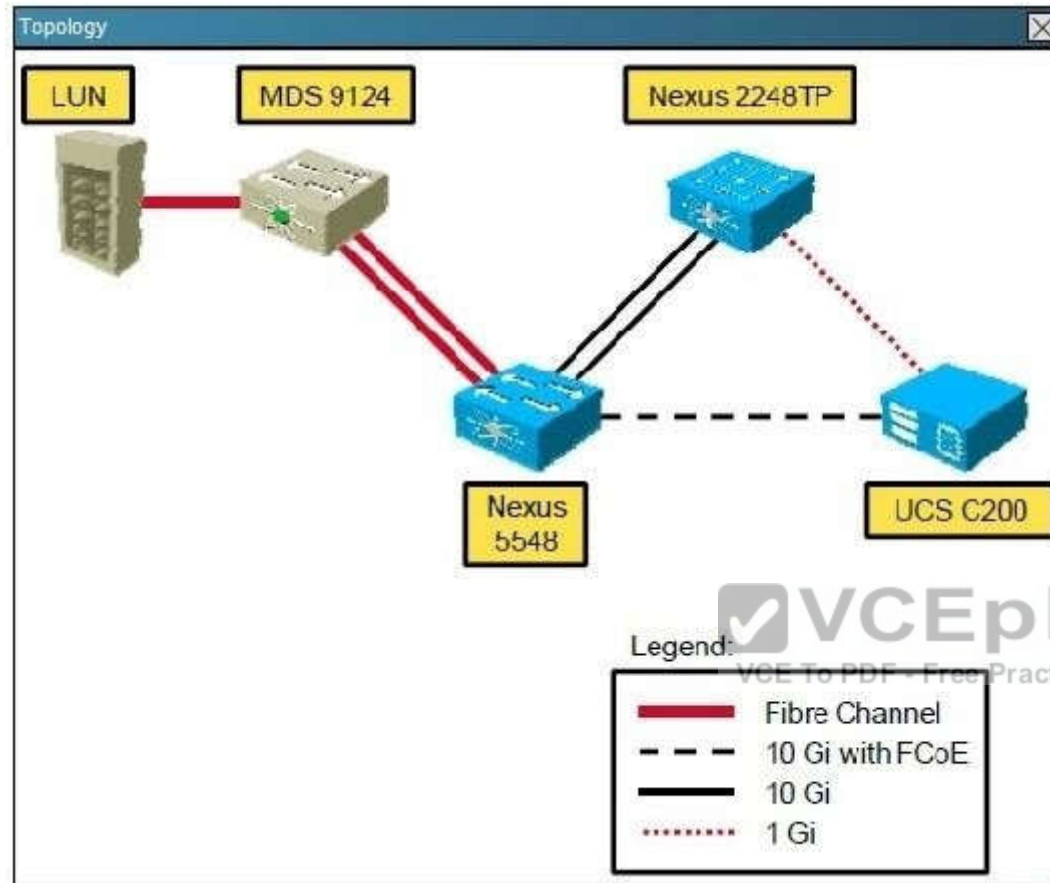 Topology
LUN
MDS 9124
Nexus 2248TP
Nexus
5548
UCS C200
VCEpl
VCE To PDF - Free Prac
Legend:
Fibre Channel
10 Gi with FCoE
10 Gi
1 Gi